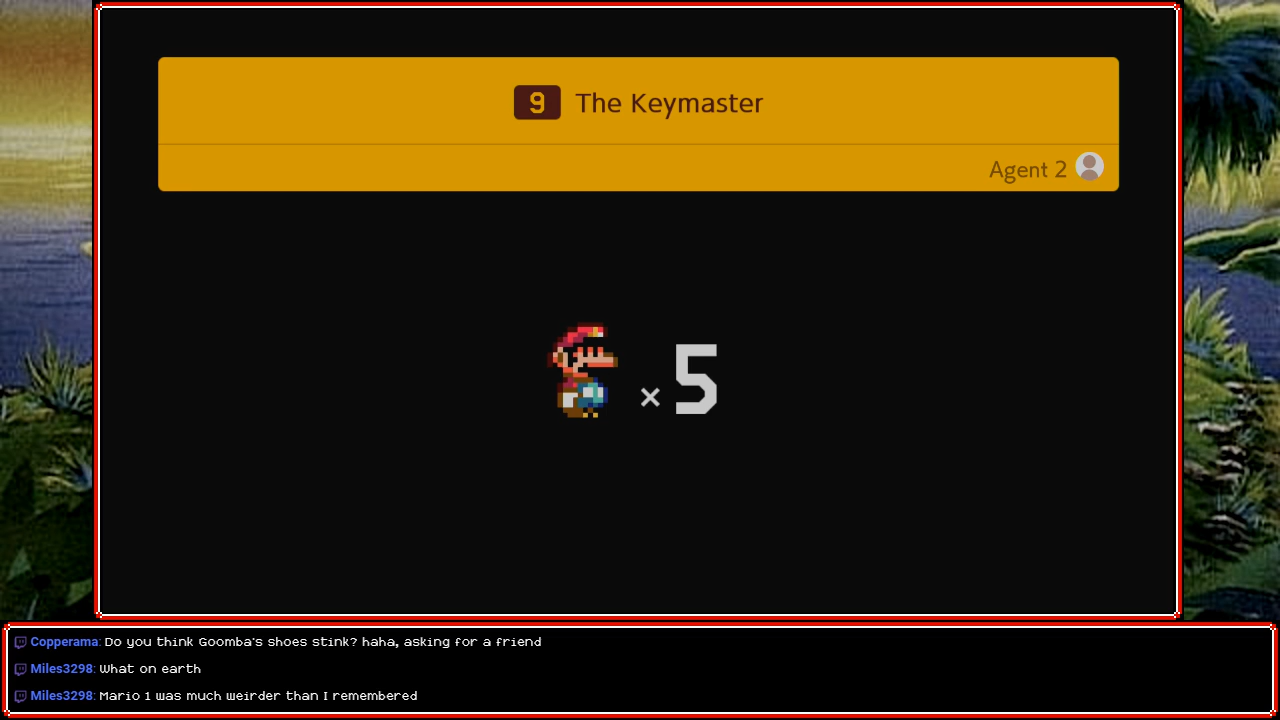 9 The Keymaster
Agent 2
× 5
Copperama: Do you think Goomba's shoes stink? haha, asking for a friend
Miles3298: What on earth
Miles3298: Mario 1 was much weirder than I remembered